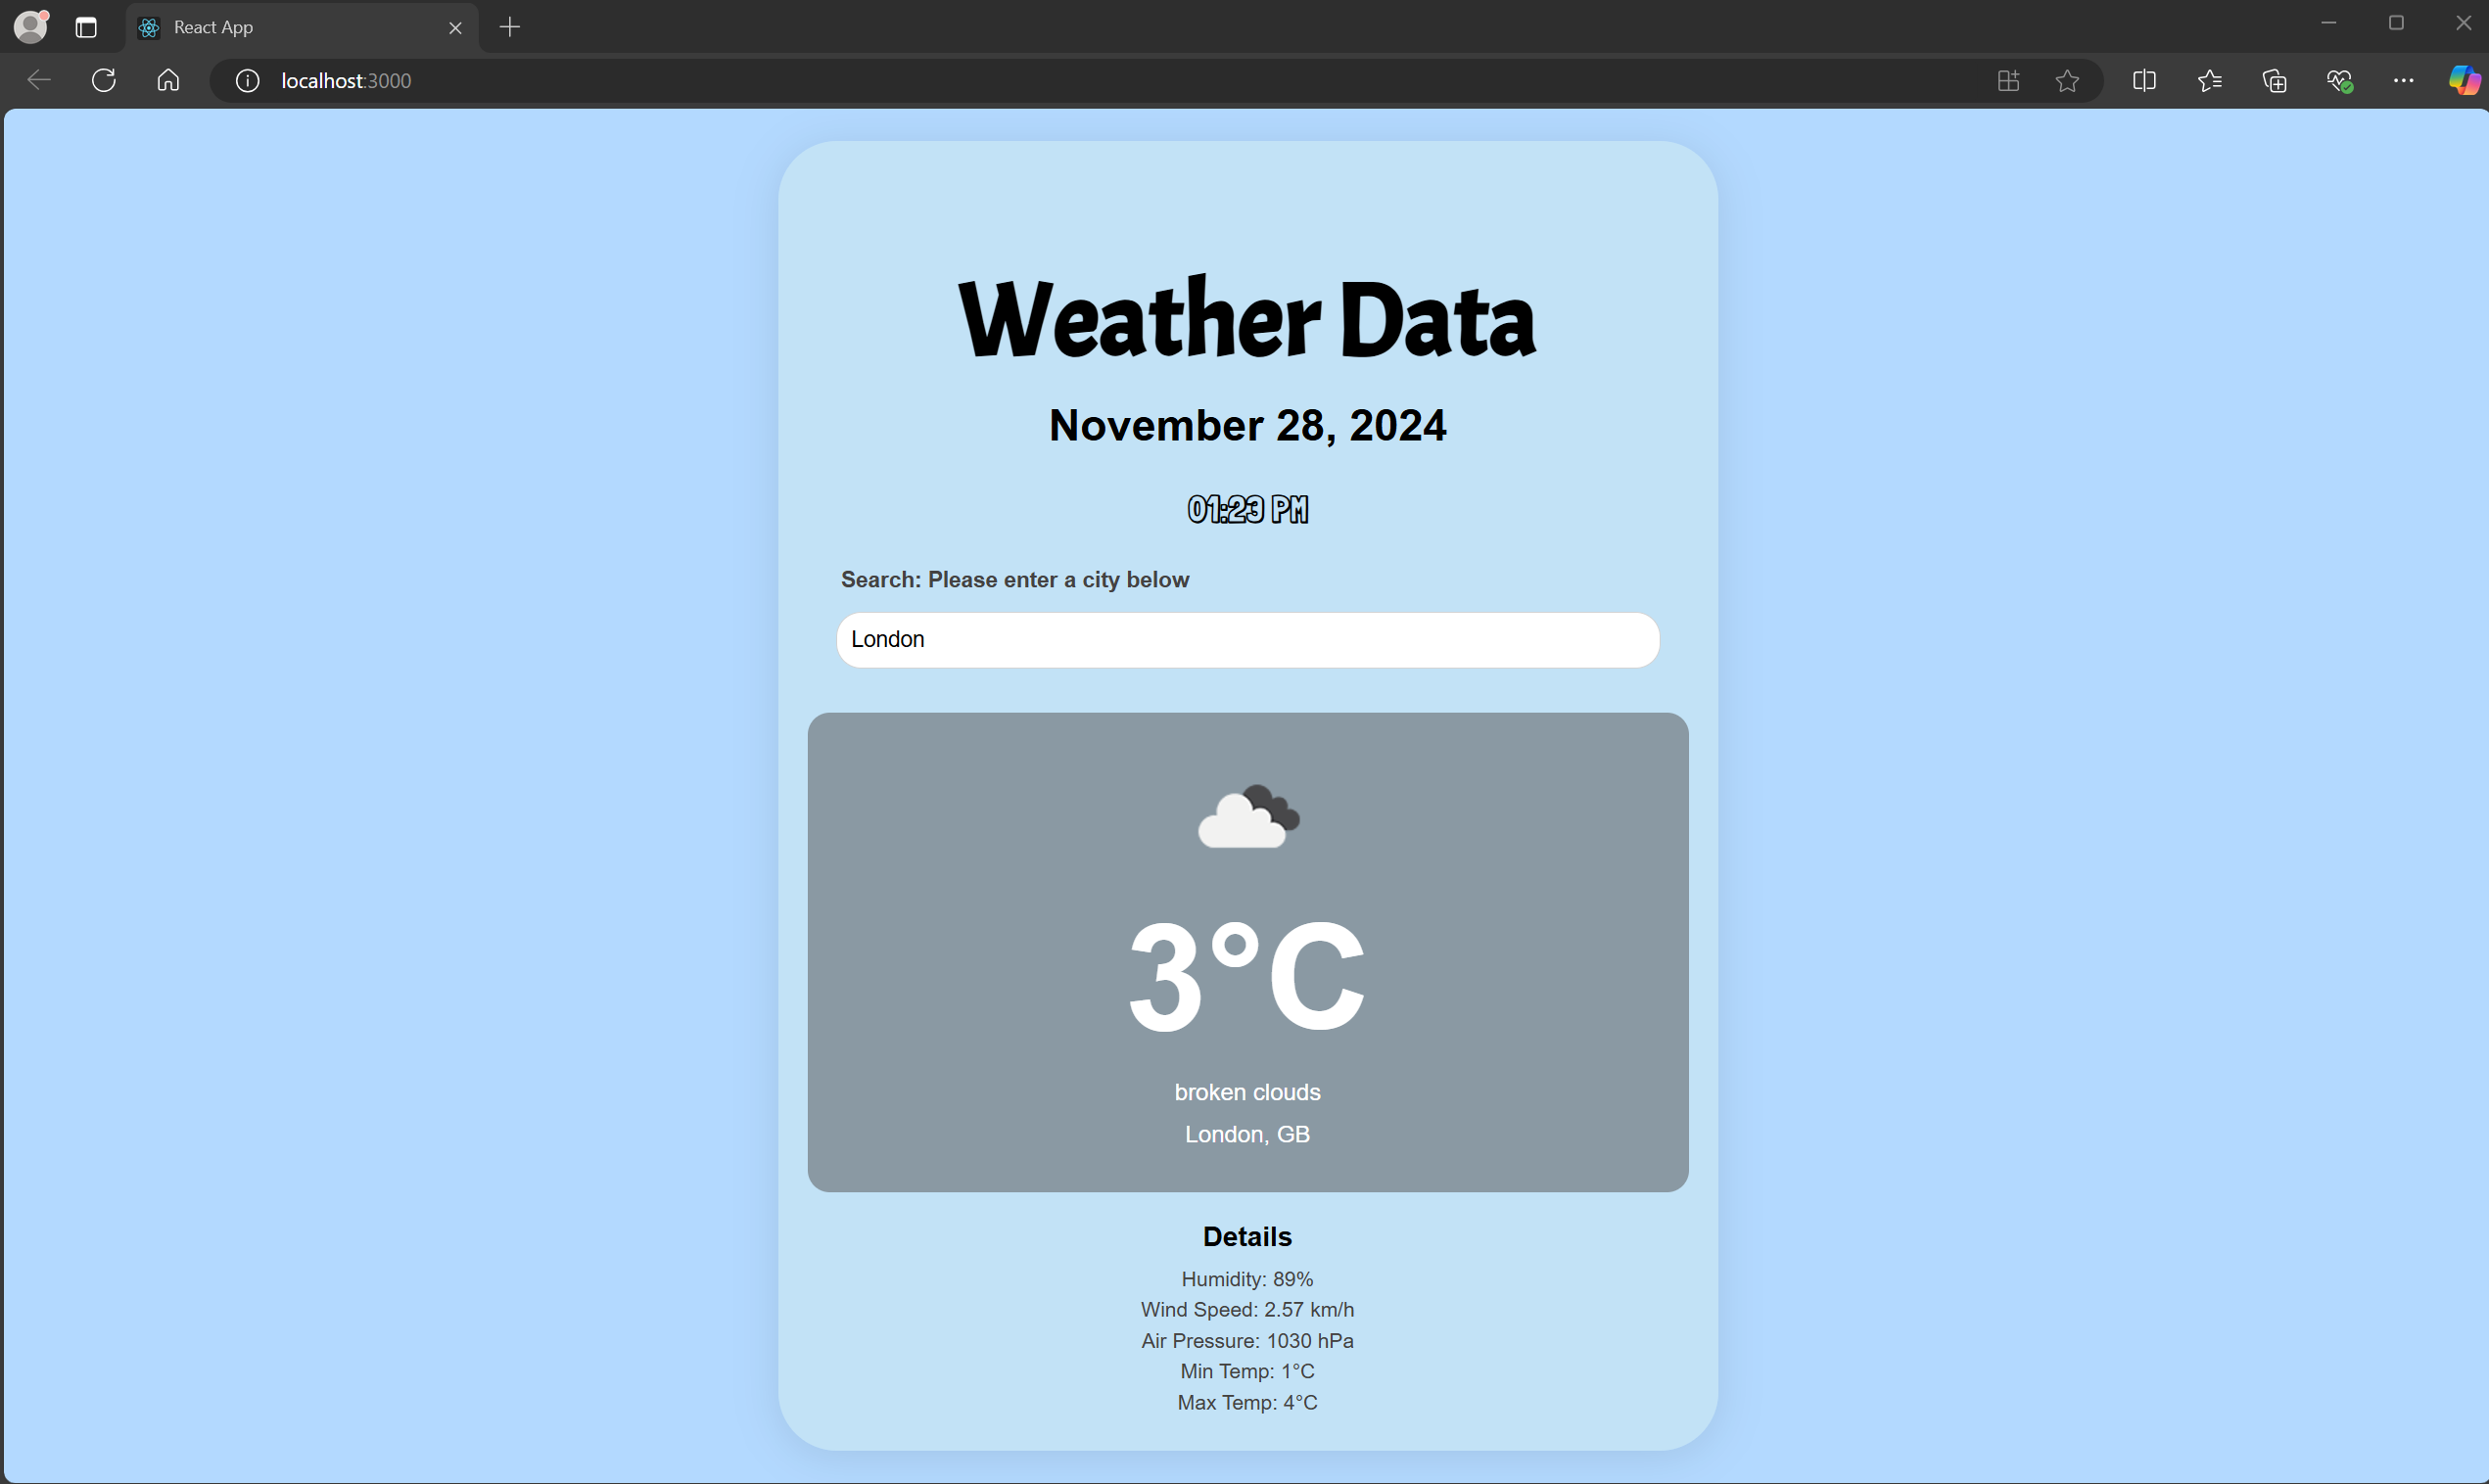 React App
localhost:3000
Weather Data
November 28, 2024
01:23 PM
Search: Please enter a city below
London
3°C
broken clouds
London, GB
Details
Humidity: 89%
Wind Speed: 2.57 km/h
Air Pressure: 1030 hPa
Min Temp: 1°C
Max Temp: 4°C